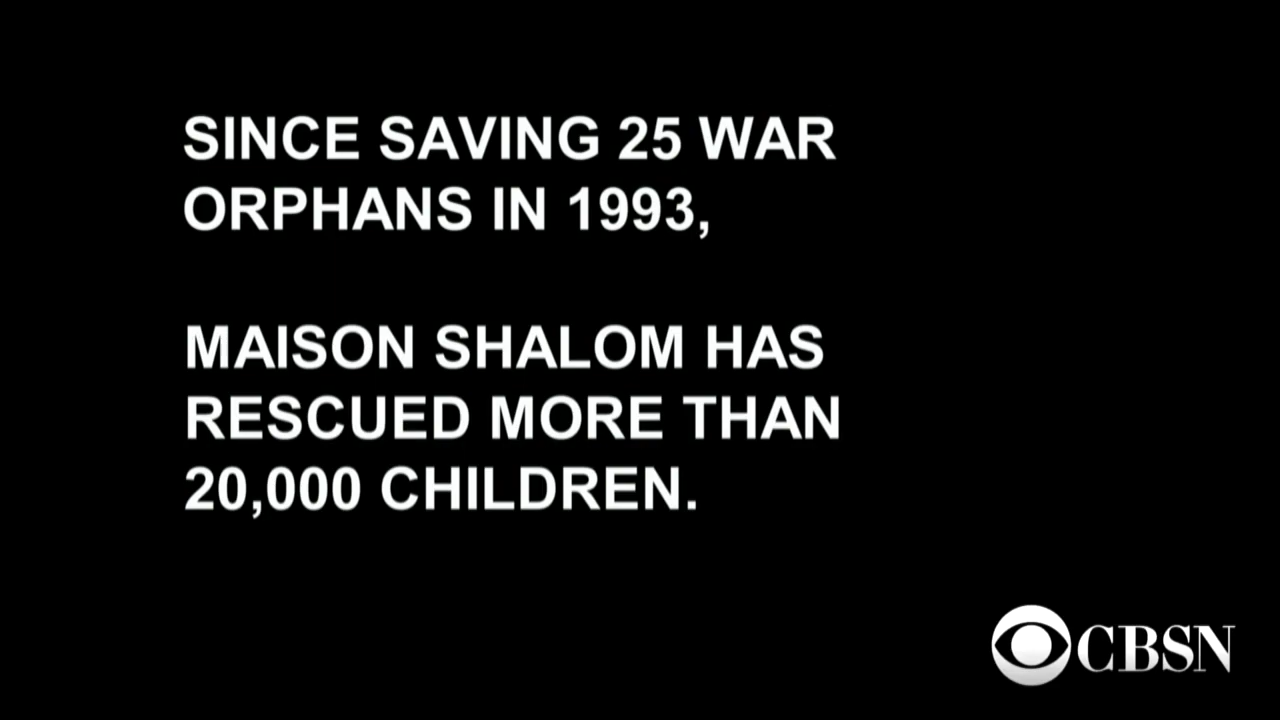 SINCE SAVING 25 WAR
ORPHANS IN 1993,
MAISON SHALOM HAS
RESCUED MORE THAN
20,000 CHILDREN.
CBSN